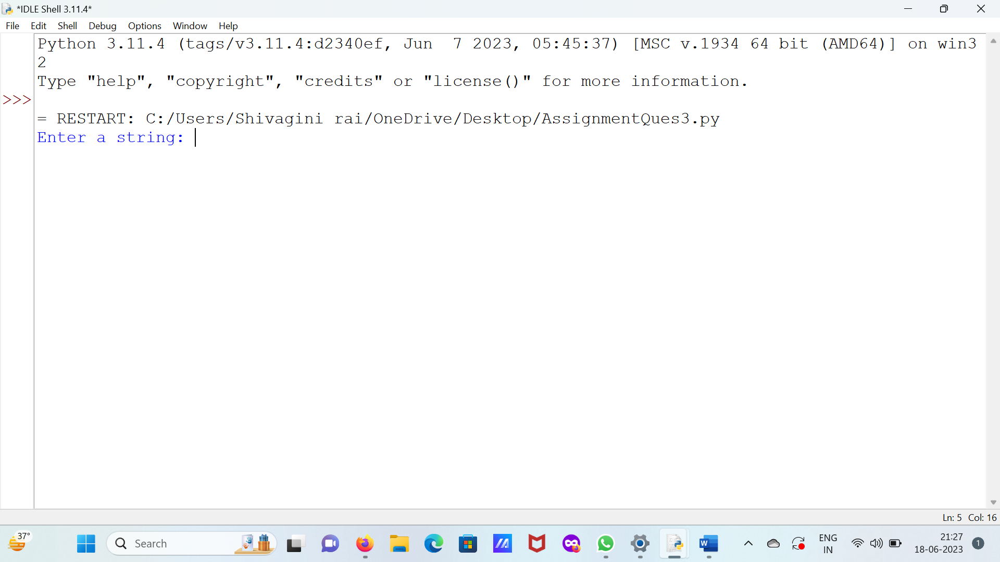 *IDLE Shell 3.11.4*
File Edit Shell Debug Options Window Help
Python 3.11.4 (tags/v3.11.4:d2340ef, Jun  7 2023, 05:45:37) [MSC v.1934 64 bit (AMD64)] on win3
2
Type "help", "copyright", "credits" or "license()" for more information.
>>>
= RESTART: C:/Users/Shivagini rai/OneDrive/Desktop/AssignmentQues3.py
Enter a string:
Ln: 5 Col: 16
37°
Search
W
ENG
IN
21:27
18-06-2023
1